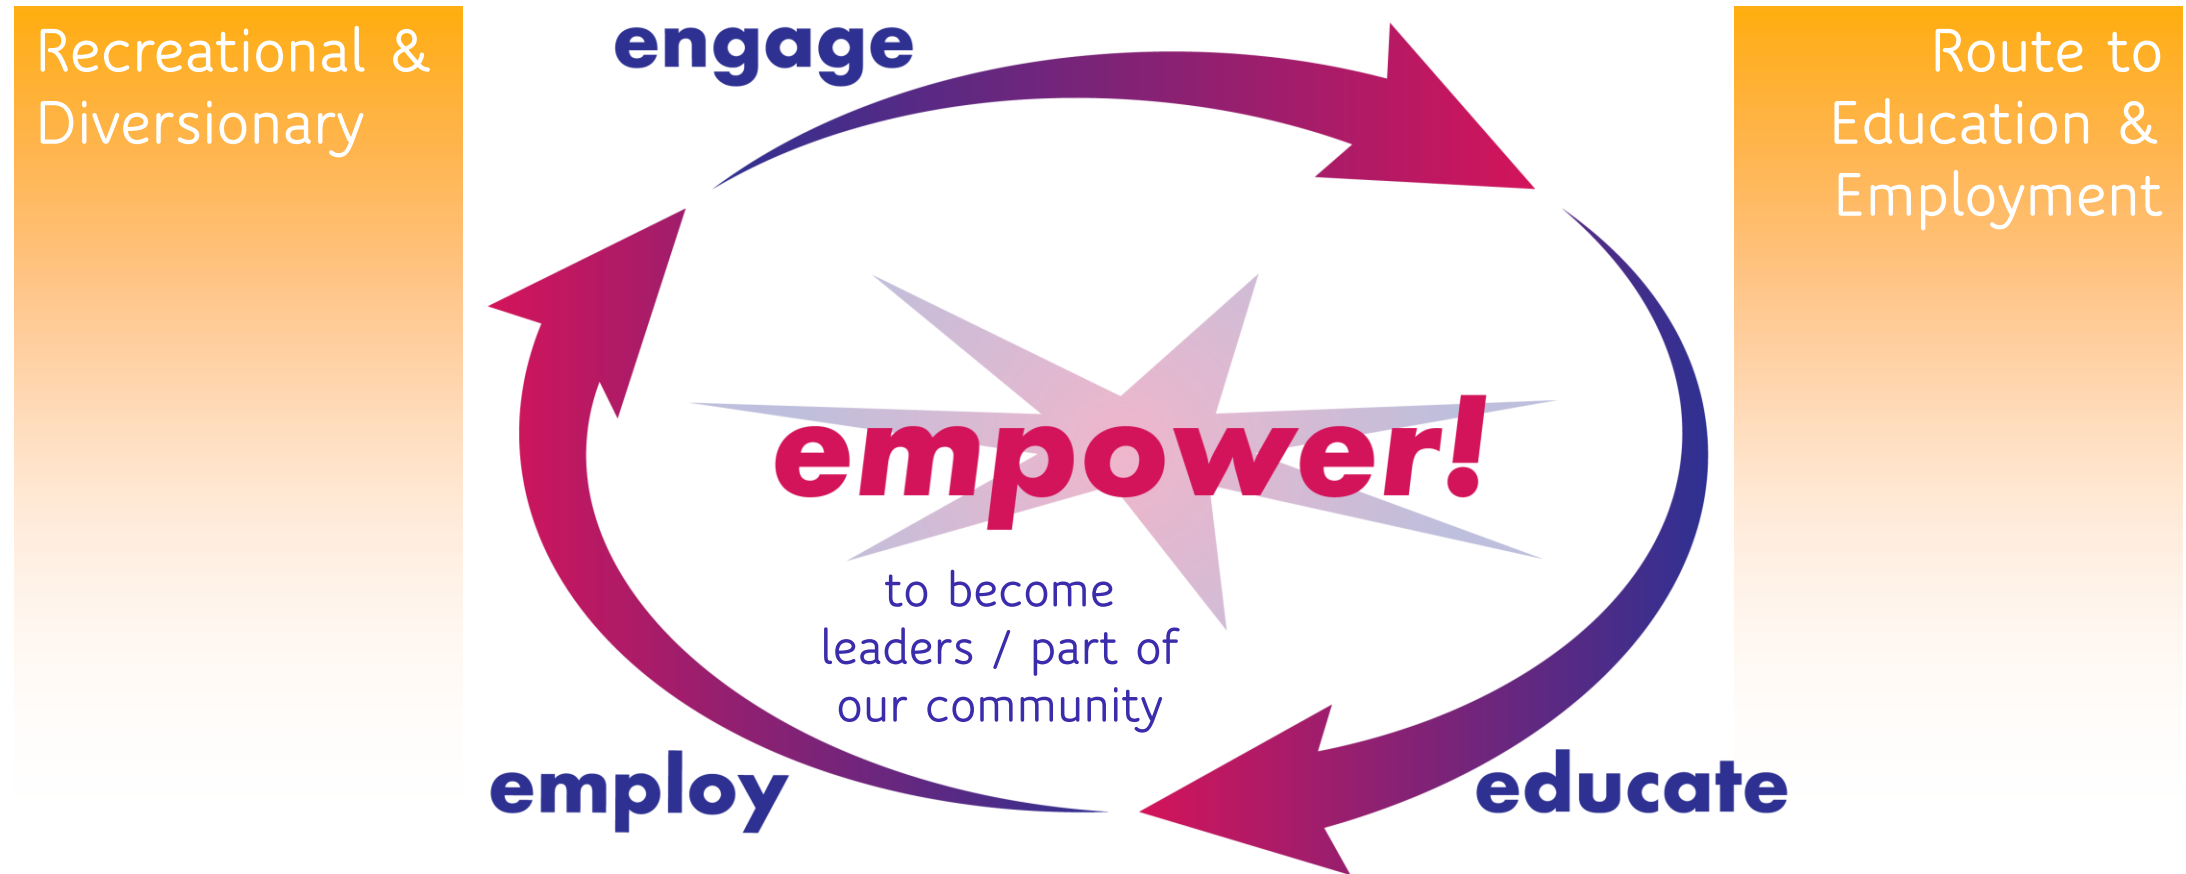 Recreational &
Diversionary
engage
Route to
Education &
Employment
empower!
to become
leaders / part of
our community
employ
educate